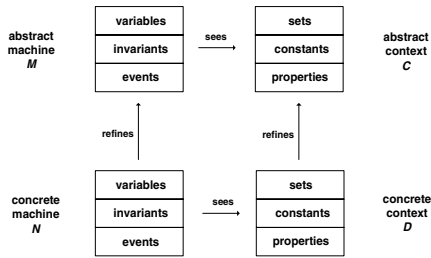 abstract
machine
M
variables
invariants
events
sees
sets
constants
properties
abstract
context
C
refines
refines
concrete
machine
N
variables
invariants
events
sees
sets
constants
properties
concrete
context
D